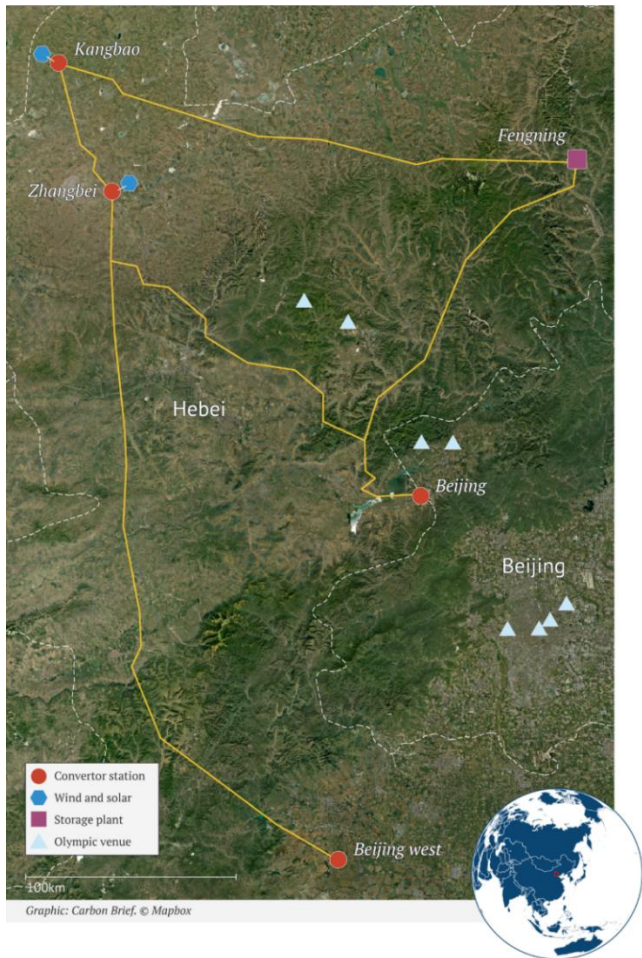 Kangbao
Fengning
Zhangbei
Hebei
Beijing
Beijing
Beijing west
Convertor station
Wind and solar
Storage plant
Olympic venue
100km
Graphic: Carbon Brief. © Mapbox